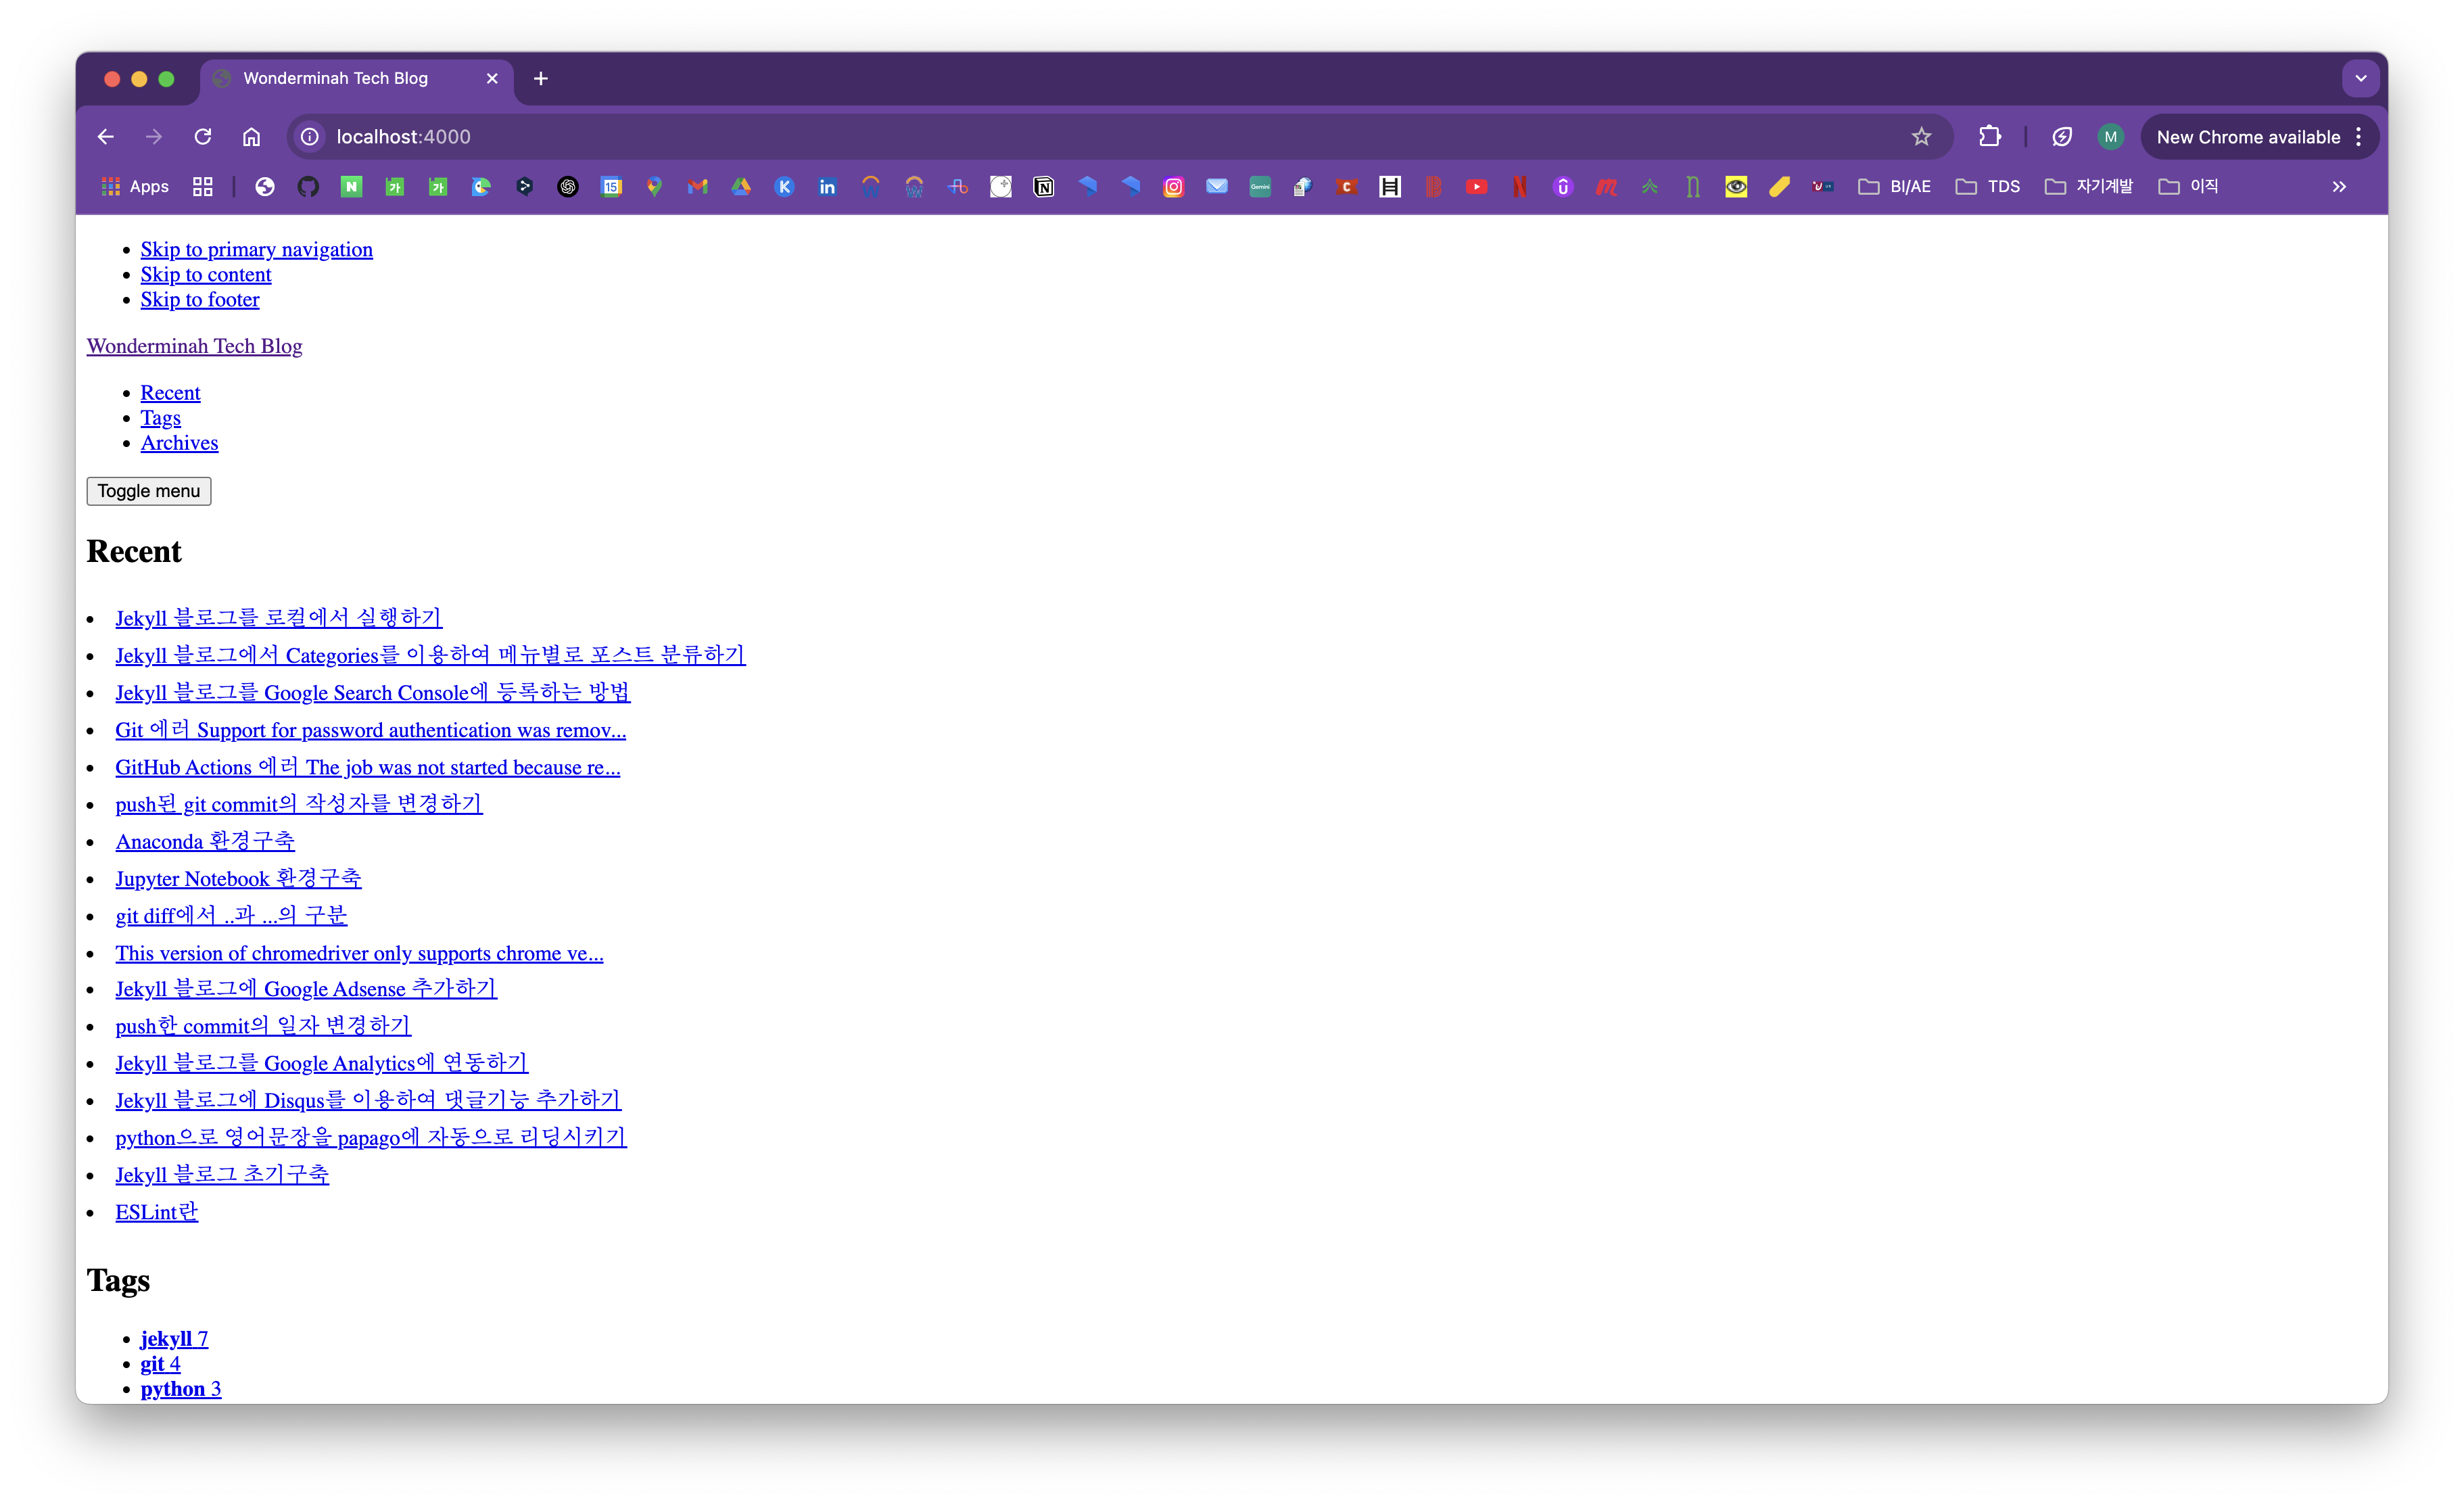 Wonderminah Tech Blog
localhost:4000
M
New Chrome available
Apps
BI/AE
TDS
자기계발
이직
Skip to primary navigation
Skip to content
Skip to footer
Wonderminah Tech Blog
Recent
Tags
Archives
Toggle menu
Recent
Jekyll 블로그를 로컬에서 실행하기
Jekyll 블로그에서 Categories를 이용하여 메뉴별로 포스트 분류하기
Jekyll 블로그를 Google Search Console에 등록하는 방법
Git 에러 Support for password authentication was remov...
GitHub Actions 에러 The job was not started because re...
push된 git commit의 작성자를 변경하기
Anaconda 환경구축
Jupyter Notebook 환경구축
git diff에서 ..과 ...의 구분
This version of chromedriver only supports chrome ve...
Jekyll 블로그에 Google Adsense 추가하기
push한 commit의 일자 변경하기
Jekyll 블로그를 Google Analytics에 연동하기
Jekyll 블로그에 Disqus를 이용하여 댓글기능 추가하기
python으로 영어문장을 papago에 자동으로 리딩시키기
Jekyll 블로그 초기구축
ESLint란
Tags
jekyll 7
git 4
python 3